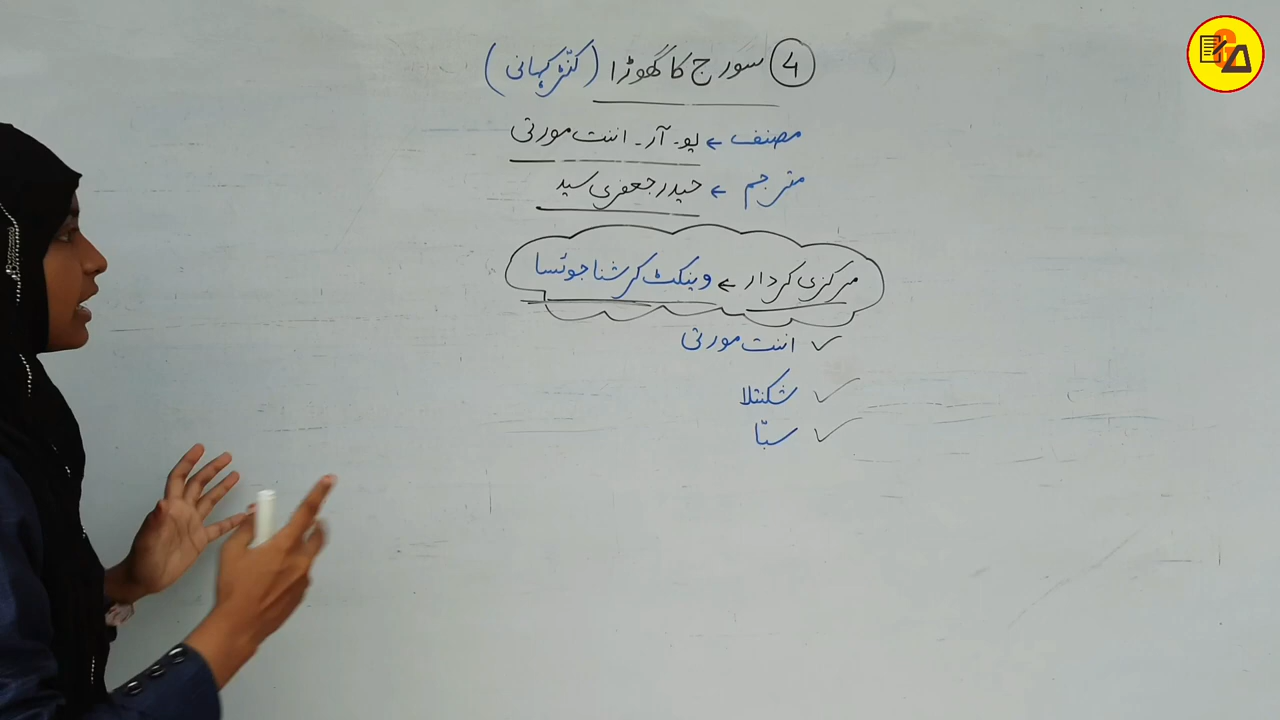 ④ سورج کا گھوڑا (کنّڑ کہانی)
مصنف ← یو۔ آر۔ اننت مورتی
مترجم ← حیدر جعفری سید
مرکزی کردار ← وینکٹ کرشنا جوئسا
✓ اننت مورتی
✓ شکنتلا
✓ سبّا